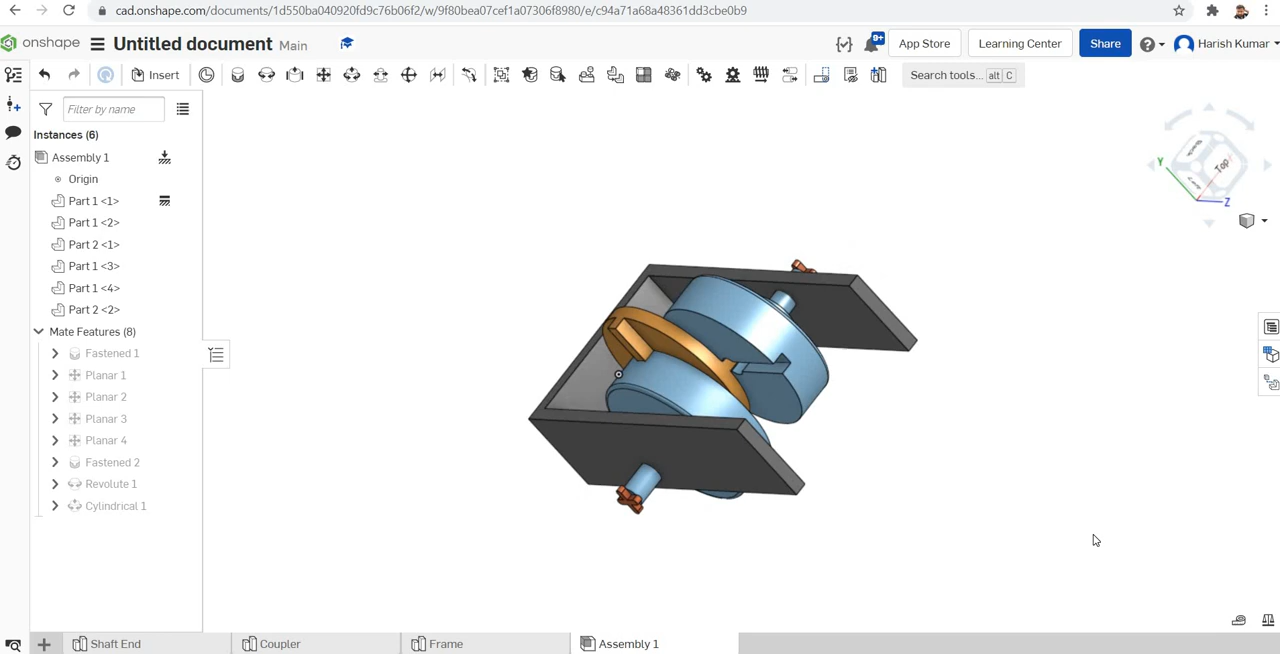 cad.onshape.com/documents/1d550ba040920fd9c76b06f2/w/9f80bea07cef1a07306f8980/e/c94a71a68a48361dd3cbe0b9
onshape Untitled document Main 9+ App Store Learning Center Share Harish Kumar
Insert Search tools... alt C
Filter by name
Instances (6)
Assembly 1
Origin
Part 1 <1>
Part 1 <2>
Part 2 <1>
Part 1 <3>
Part 1 <4>
Part 2 <2>
Mate Features (8)
Fastened 1
Planar 1
Planar 2
Planar 3
Planar 4
Fastened 2
Revolute 1
Cylindrical 1
Top
Y
Z
Shaft End Coupler Frame Assembly 1